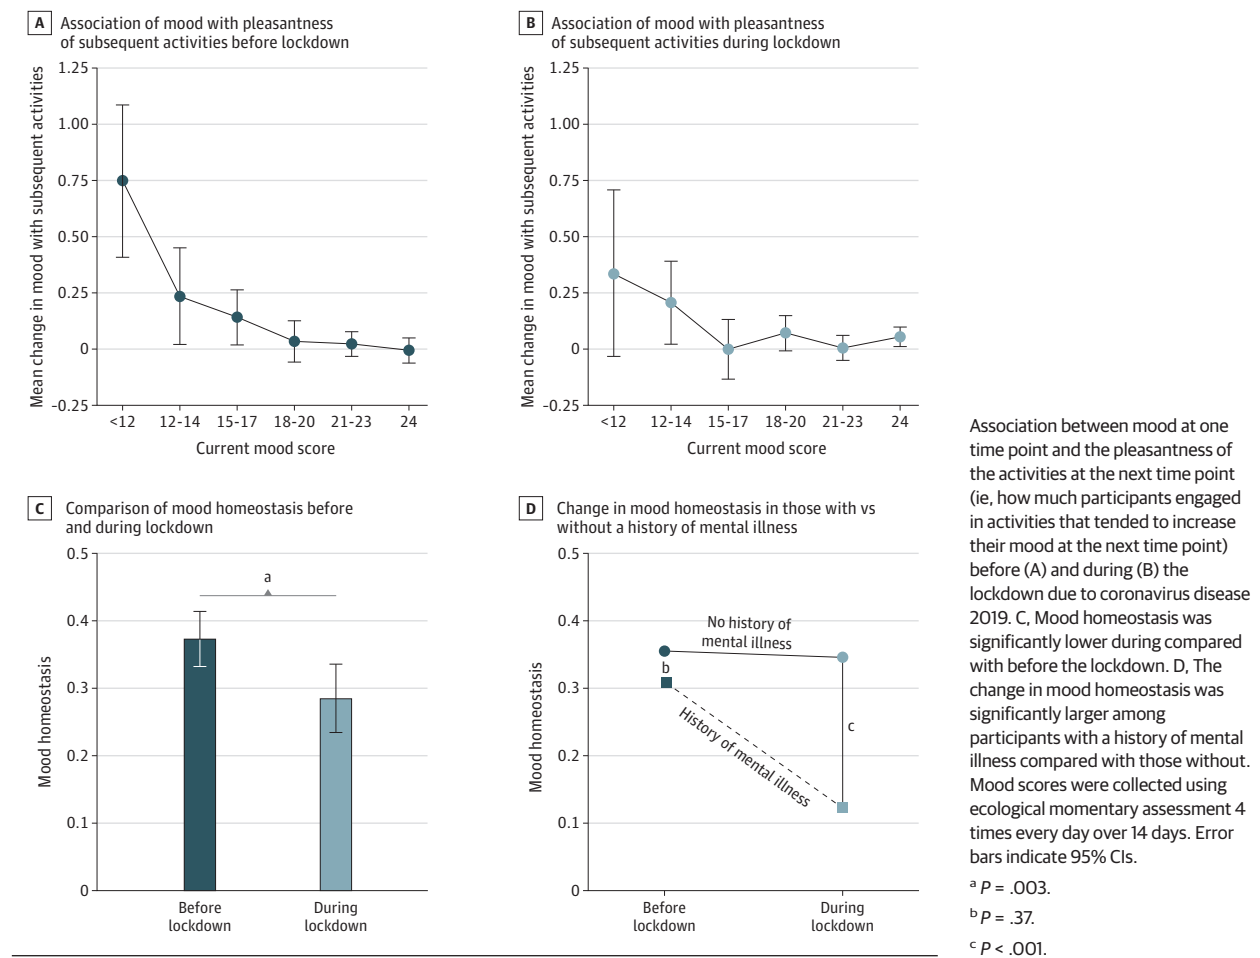 A Association of mood with pleasantness
of subsequent activities before lockdown
Mean change in mood with subsequent activities
1.25
1.00
0.75
0.50
0.25
0
−0.25
<12 12-14 15-17 18-20 21-23 24
Current mood score
B Association of mood with pleasantness
of subsequent activities during lockdown
Mean change in mood with subsequent activities
1.25
1.00
0.75
0.50
0.25
0
−0.25
<12 12-14 15-17 18-20 21-23 24
Current mood score
C Comparison of mood homeostasis before
and during lockdown
Mood homeostasis
0.5
0.4
0.3
0.2
0.1
0
a
Before
lockdown
During
lockdown
D Change in mood homeostasis in those with vs
without a history of mental illness
Mood homeostasis
0.5
0.4
0.3
0.2
0.1
0
No history of
mental illness
b
History of mental illness
c
Before
lockdown
During
lockdown
Association between mood at one
time point and the pleasantness of
the activities at the next time point
(ie, how much participants engaged
in activities that tended to increase
their mood at the next time point)
before (A) and during (B) the
lockdown due to coronavirus disease
2019. C, Mood homeostasis was
significantly lower during compared
with before the lockdown. D, The
change in mood homeostasis was
significantly larger among
participants with a history of mental
illness compared with those without.
Mood scores were collected using
ecological momentary assessment 4
times every day over 14 days. Error
bars indicate 95% CIs.
a P = .003.
b P = .37.
c P < .001.